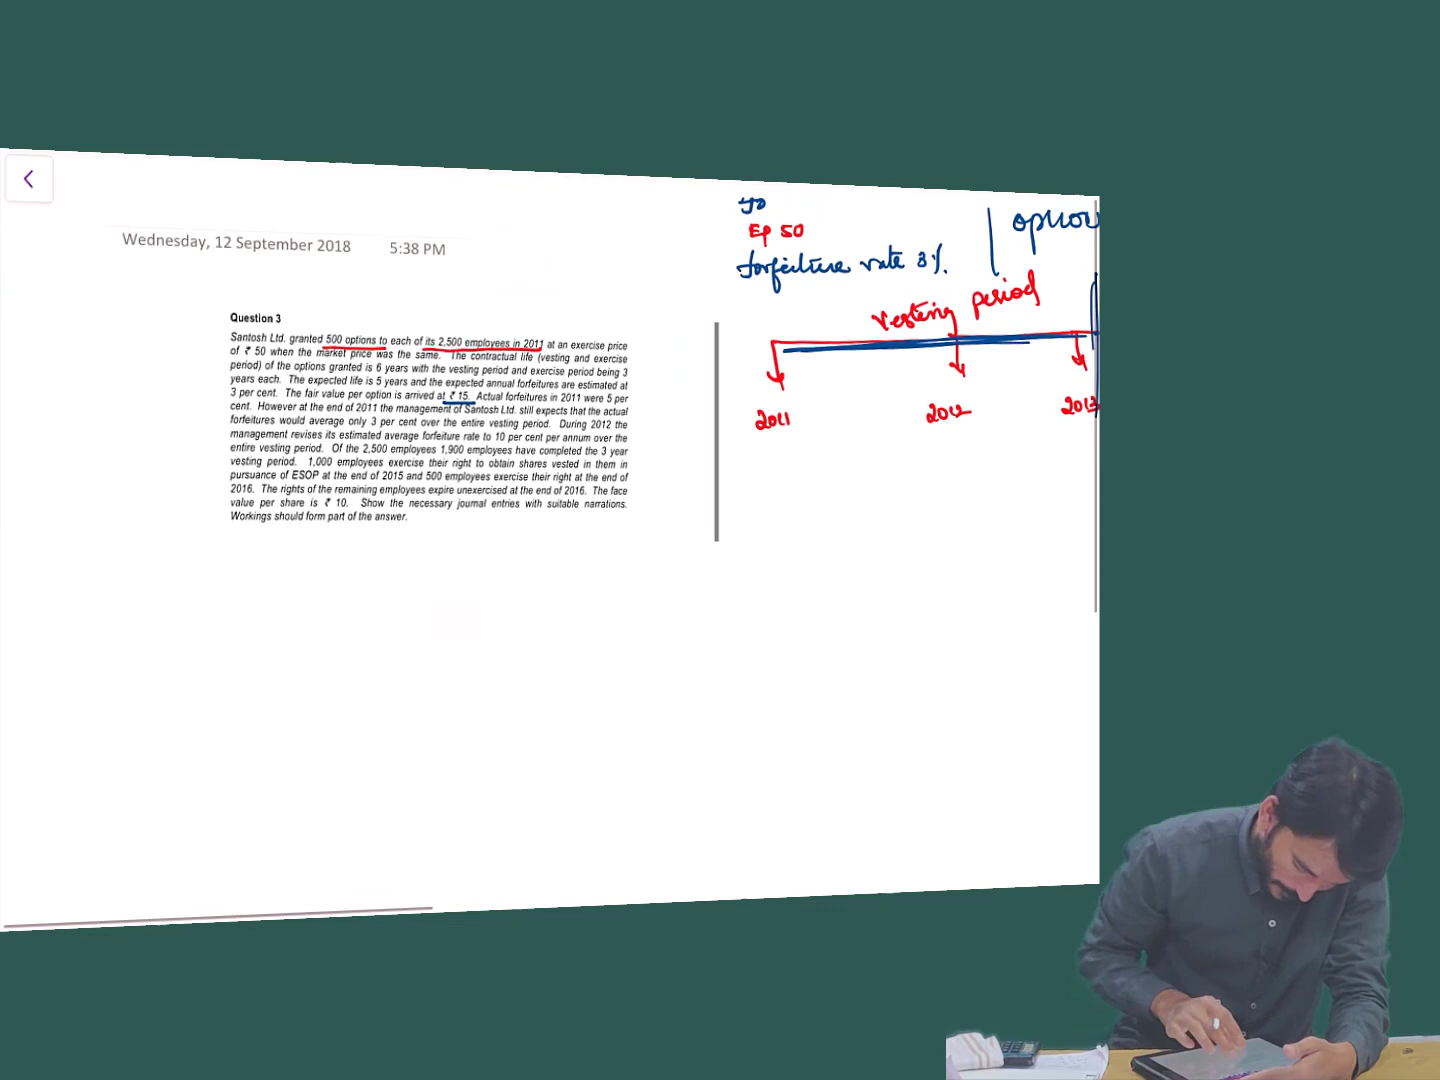 Wednesday, 12 September 2018 5:38 PM
Question 3
Santosh Ltd. granted 500 options to each of its 2,500 employees in 2011 at an exercise price
of ₹ 50 when the market price was the same. The contractual life (vesting and exercise
period) of the options granted is 6 years with the vesting period and exercise period being 3
years each. The expected life is 5 years and the expected annual forfeitures are estimated at
3 per cent. The fair value per option is arrived at ₹ 15. Actual forfeitures in 2011 were 5 per
cent. However at the end of 2011 the management of Santosh Ltd. still expects that the actual
forfeitures would average only 3 per cent over the entire vesting period. During 2012 the
management revises its estimated average forfeiture rate to 10 per cent per annum over the
entire vesting period. Of the 2,500 employees 1,900 employees have completed the 3 year
vesting period. 1,000 employees exercise their right to obtain shares vested in them in
pursuance of ESOP at the end of 2015 and 500 employees exercise their right at the end of
2016. The rights of the remaining employees expire unexercised at the end of 2016. The face
value per share is ₹ 10. Show the necessary journal entries with suitable narrations.
Workings should form part of the answer.
EP 50
forfeiture rate 3%.
option
vesting period
2011 2012 2013